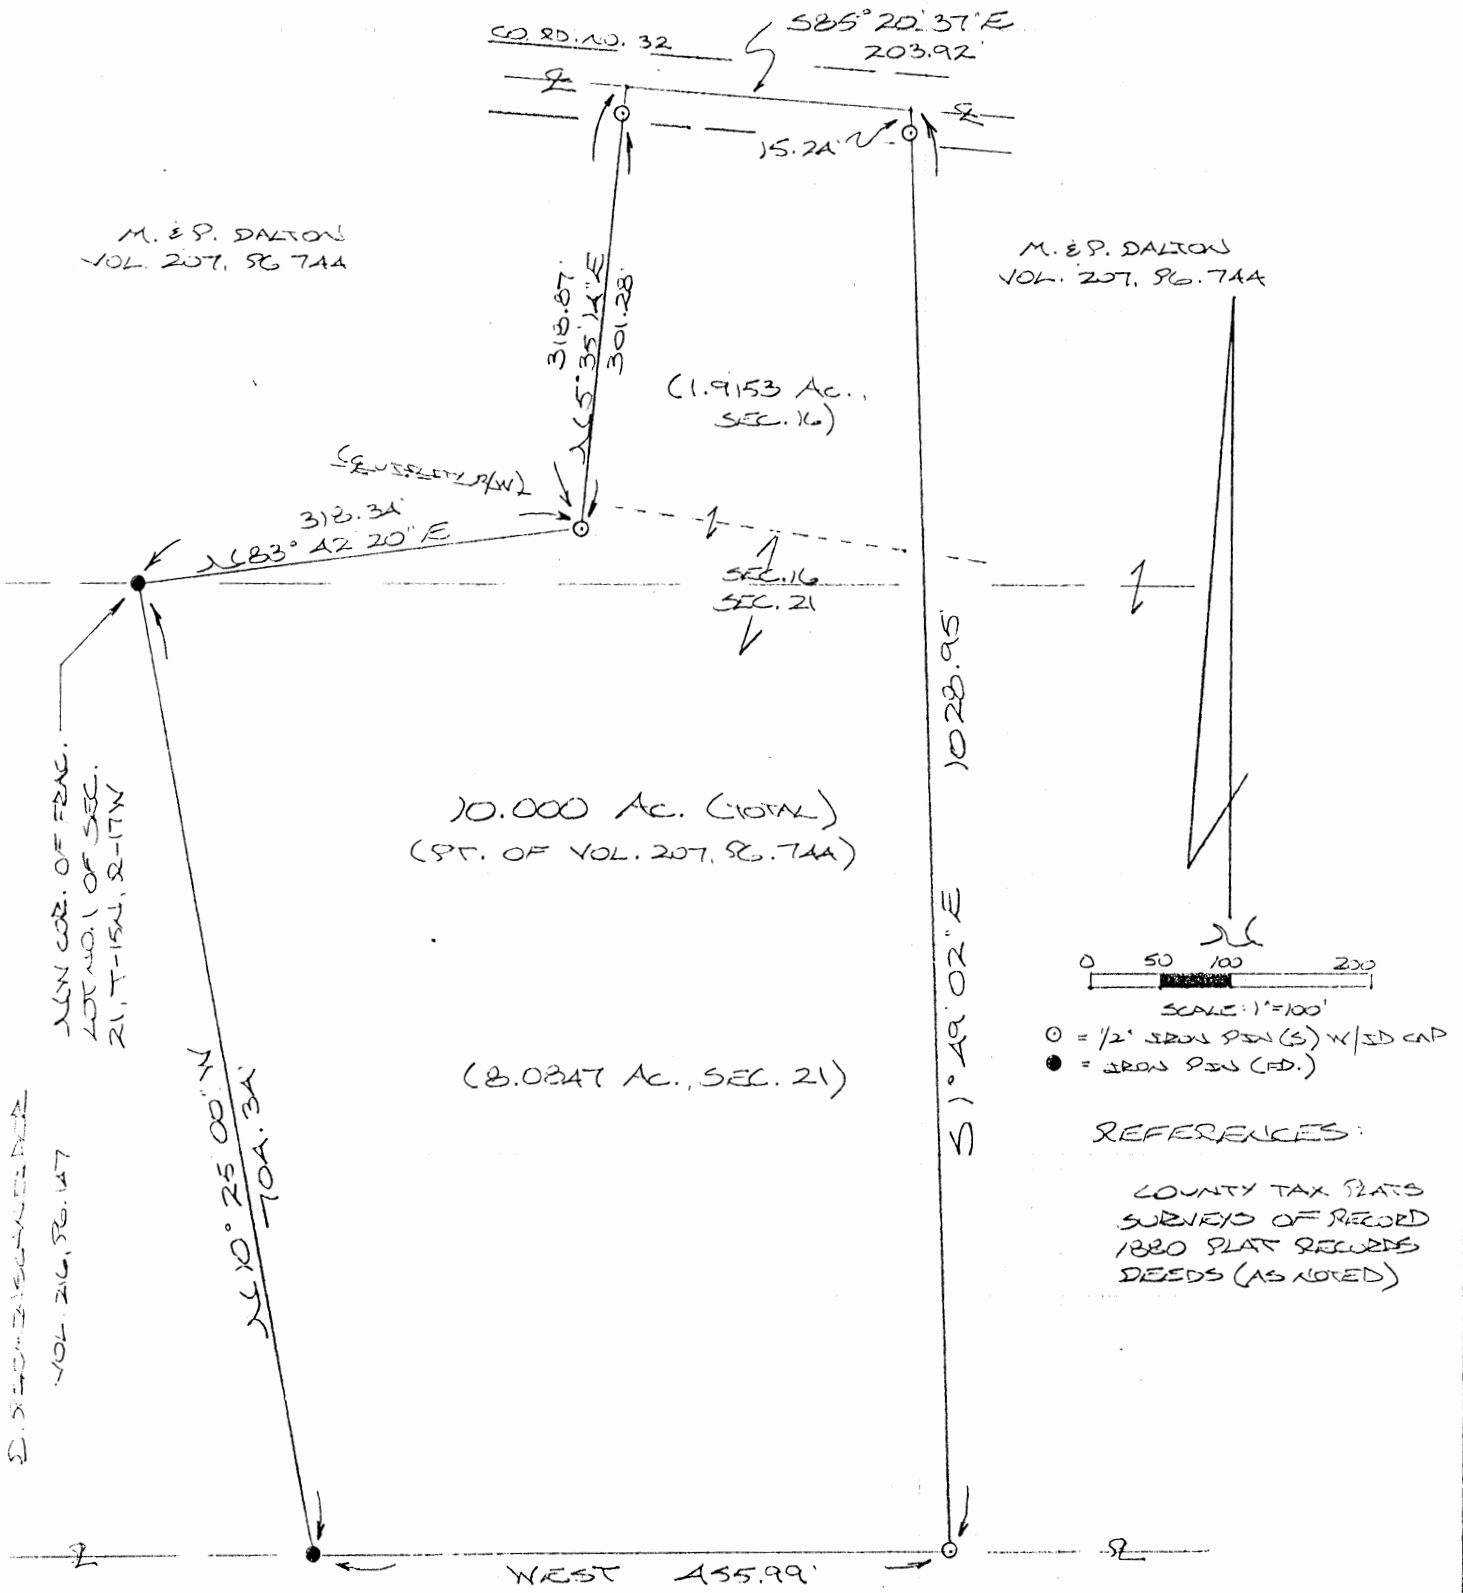 CO. RD. NO. 32
S85°20'37"E
203.92'
15.24'
M. & P. DALTON
VOL. 207, PG 744
M. & P. DALTON
VOL. 207, PG. 744
318.87'
N 5°35'14"E
301.28'
(1.9153 AC.,
SEC. 16)
(℄ UTILITY R/W)
318.34'
N 83° 42' 20" E
SEC. 16
SEC. 21
1028.95'
S 1° 49' 02" E
NW COR. OF FRAC.
LOT NO. 1 OF SEC.
21, T-15N, R-17W
10.000 AC. (TOTAL)
(PT. OF VOL. 207, PG. 744)
(8.0847 AC., SEC. 21)
N 10° 25' 00" W
704.34'
VOL. 216, PG. 147
N
0 50 100 200
SCALE: 1"=100'
⊙ = 1/2" IRON PIN (S) W/ID CAP
● = IRON PIN (FD.)
REFERENCES:
COUNTY TAX PLATS
SURVEYS OF RECORD
1880 PLAT RECORDS
DEEDS (AS NOTED)
WEST 455.99'